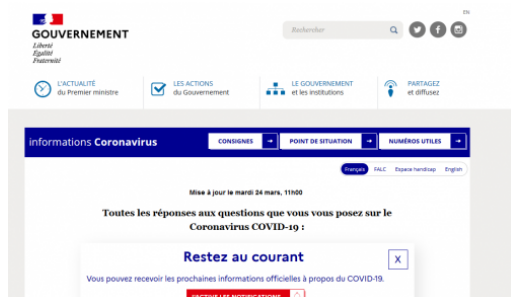 EN
GOUVERNEMENT
Liberté
Égalité
Fraternité
Rechercher
L'ACTUALITÉ
du Premier ministre
LES ACTIONS
du Gouvernement
LE GOUVERNEMENT
et les institutions
PARTAGEZ
et diffusez
informations Coronavirus
CONSIGNES
POINT DE SITUATION
NUMÉROS UTILES
Français FALC Espace handicap English
Mise à jour le mardi 24 mars, 11h00
Toutes les réponses aux questions que vous vous posez sur le
Coronavirus COVID-19 :
Restez au courant
X
Vous pouvez recevoir les prochaines informations officielles à propos du COVID-19.
J'ACTIVE LES NOTIFICATIONS